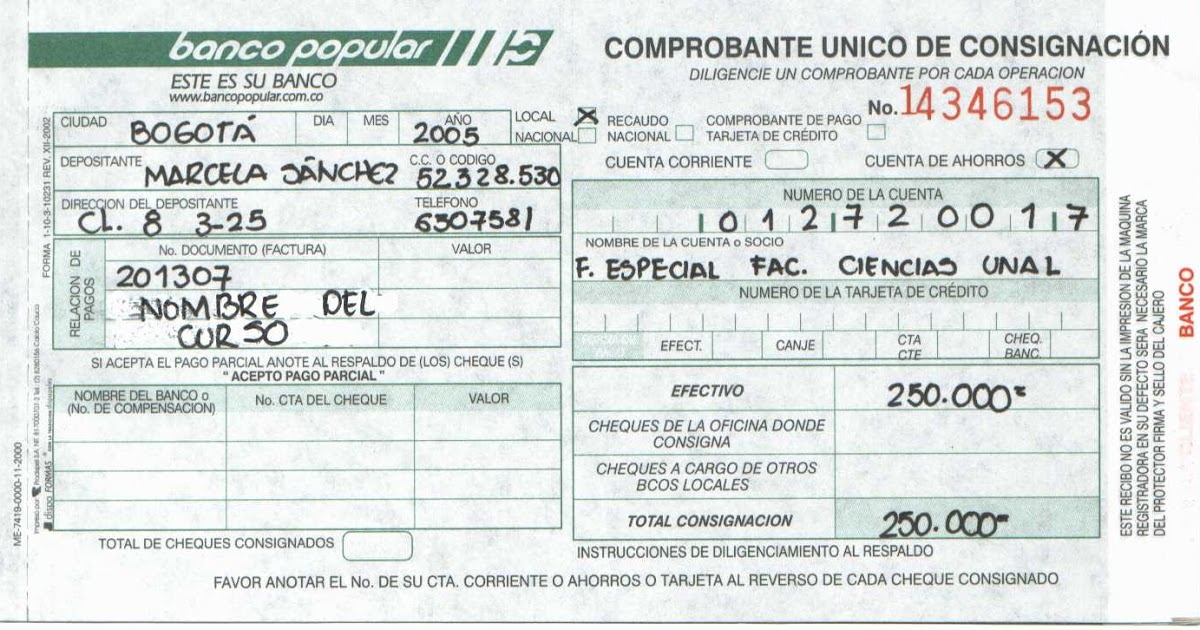 banco popular
ESTE ES SU BANCO
www.bancopopular.com.co
COMPROBANTE UNICO DE CONSIGNACIÓN
DILIGENCIE UN COMPROBANTE POR CADA OPERACION
No. 14346153
CIUDAD BOGOTÁ DIA MES AÑO 2005
LOCAL X
NACIONAL
RECAUDO NACIONAL
COMPROBANTE DE PAGO TARJETA DE CRÉDITO
DEPOSITANTE MARCELA SÁNCHEZ
C.C. O CODIGO 52328.530
CUENTA CORRIENTE CUENTA DE AHORROS X
DIRECCION DEL DEPOSITANTE CL. 8 3-25
TELEFONO 6307581
NUMERO DE LA CUENTA
012720017
NOMBRE DE LA CUENTA o SOCIO
F. ESPECIAL FAC. CIENCIAS UNAL
RELACION DE PAGOS
No. DOCUMENTO (FACTURA) VALOR
201307
NOMBRE DEL
CURSO
NUMERO DE LA TARJETA DE CRÉDITO
EFECT. CANJE CTA CTE CHEQ. BANC.
SI ACEPTA EL PAGO PARCIAL ANOTE AL RESPALDO DE (LOS) CHEQUE (S)
"ACEPTO PAGO PARCIAL"
NOMBRE DEL BANCO o (No. DE COMPENSACION) No. CTA DEL CHEQUE VALOR
EFECTIVO 250.000=
CHEQUES DE LA OFICINA DONDE CONSIGNA
CHEQUES A CARGO DE OTROS BCOS LOCALES
TOTAL CONSIGNACION 250.000=
TOTAL DE CHEQUES CONSIGNADOS
INSTRUCCIONES DE DILIGENCIAMIENTO AL RESPALDO
FAVOR ANOTAR EL No. DE SU CTA. CORRIENTE O AHORROS O TARJETA AL REVERSO DE CADA CHEQUE CONSIGNADO
FORMA 1-10-3-10231 REV. XII-2002
ME-7419-0000-11-2000
ESTE RECIBO NO ES VALIDO SIN LA IMPRESION DE LA MAQUINA
REGISTRADORA EN SU DEFECTO SERA NECESARIO LA MARCA
DEL PROTECTOR FIRMA Y SELLO DEL CAJERO
BANCO